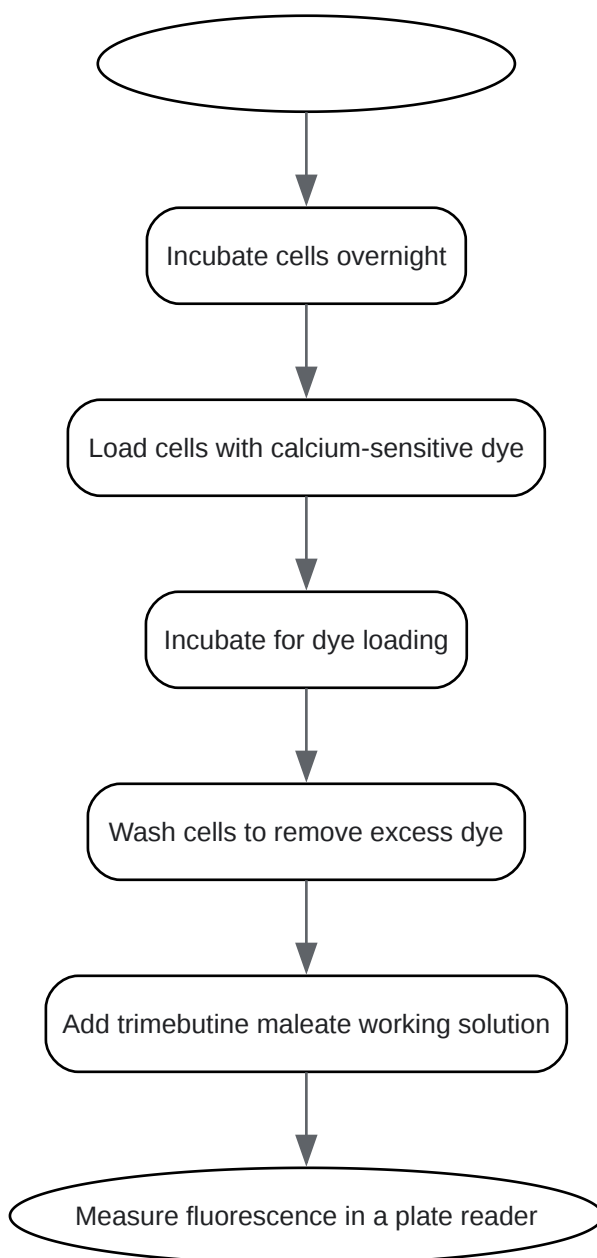 Incubate cells overnight
Load cells with calcium-sensitive dye
Incubate for dye loading
Wash cells to remove excess dye
Add trimebutine maleate working solution
Measure fluorescence in a plate reader